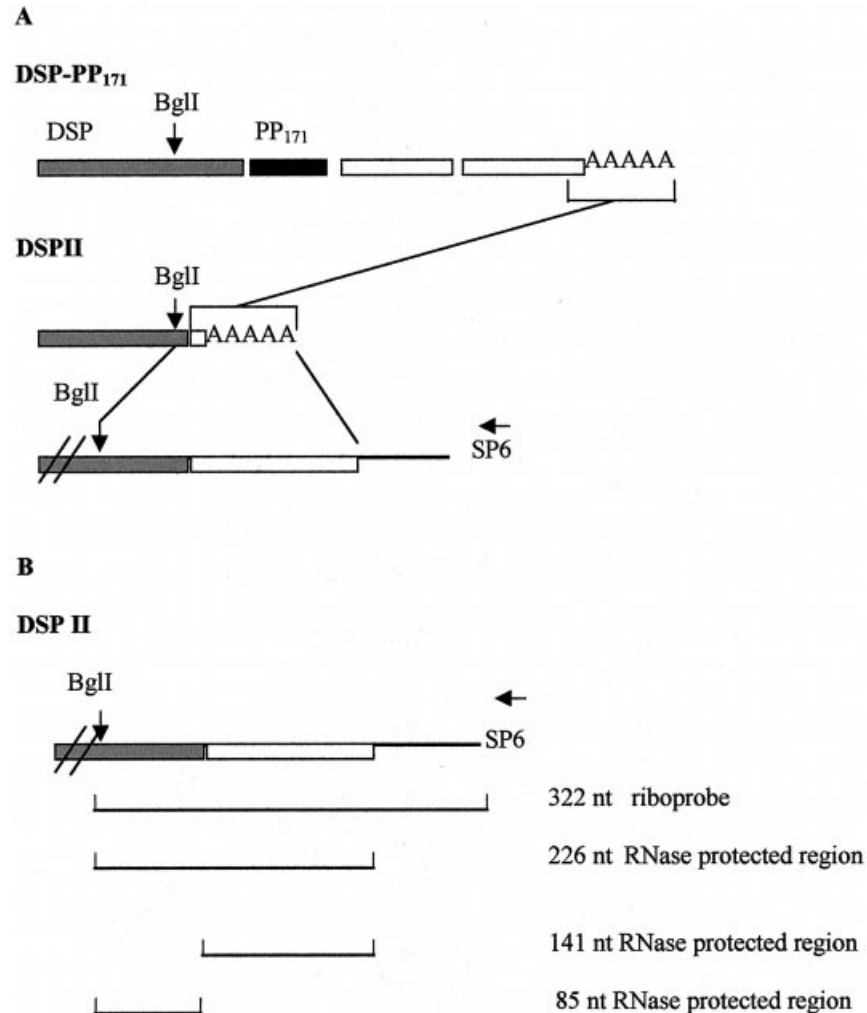 A
DSP-PP171
BglI
DSP PP171
AAAAA
DSPII
BglI
AAAAA
BglI
SP6
B
DSP II
BglI
SP6
322 nt riboprobe
226 nt RNase protected region
141 nt RNase protected region
85 nt RNase protected region